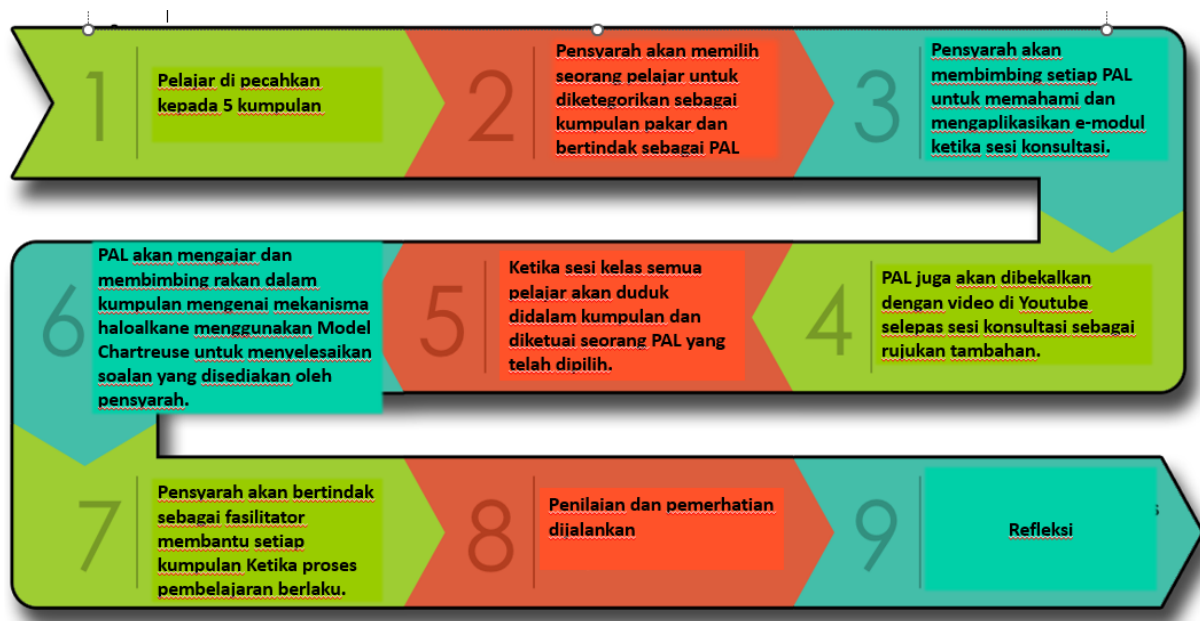 1
Pelajar di pecahkan
kepada 5 kumpulan
2
Pensyarah akan memilih
seorang pelajar untuk
diketegorikan sebagai
kumpulan pakar dan
bertindak sebagai PAL
3
Pensyarah akan
membimbing setiap PAL
untuk memahami dan
mengaplikasikan e-modul
ketika sesi konsultasi.
4
PAL juga akan dibekalkan
dengan video di Youtube
selepas sesi konsultasi sebagai
rujukan tambahan.
5
Ketika sesi kelas semua
pelajar akan duduk
didalam kumpulan dan
diketuai seorang PAL yang
telah dipilih.
6
PAL akan mengajar dan
membimbing rakan dalam
kumpulan mengenai mekanisma
haloalkane menggunakan Model
Chartreuse untuk menyelesaikan
soalan yang disediakan oleh
pensyarah.
7
Pensyarah akan bertindak
sebagai fasilitator
membantu setiap
kumpulan Ketika proses
pembelajaran berlaku.
8
Penilaian dan pemerhatian
dijalankan
9
Refleksi